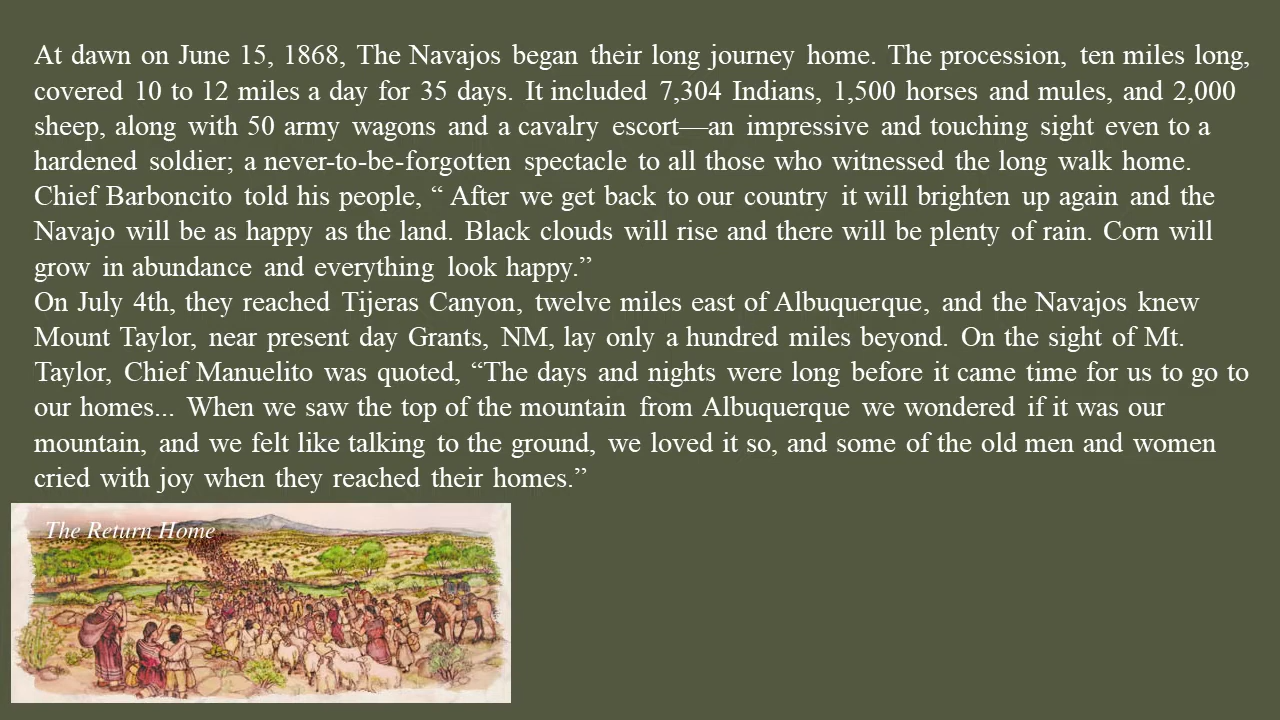 At dawn on June 15, 1868, The Navajos began their long journey home. The procession, ten miles long,
covered 10 to 12 miles a day for 35 days. It included 7,304 Indians, 1,500 horses and mules, and 2,000
sheep, along with 50 army wagons and a cavalry escort—an impressive and touching sight even to a
hardened soldier; a never-to-be-forgotten spectacle to all those who witnessed the long walk home.
Chief Barboncito told his people, “ After we get back to our country it will brighten up again and the
Navajo will be as happy as the land. Black clouds will rise and there will be plenty of rain. Corn will
grow in abundance and everything look happy.”
On July 4th, they reached Tijeras Canyon, twelve miles east of Albuquerque, and the Navajos knew
Mount Taylor, near present day Grants, NM, lay only a hundred miles beyond. On the sight of Mt.
Taylor, Chief Manuelito was quoted, “The days and nights were long before it came time for us to go to
our homes... When we saw the top of the mountain from Albuquerque we wondered if it was our
mountain, and we felt like talking to the ground, we loved it so, and some of the old men and women
cried with joy when they reached their homes.”
The Return Home